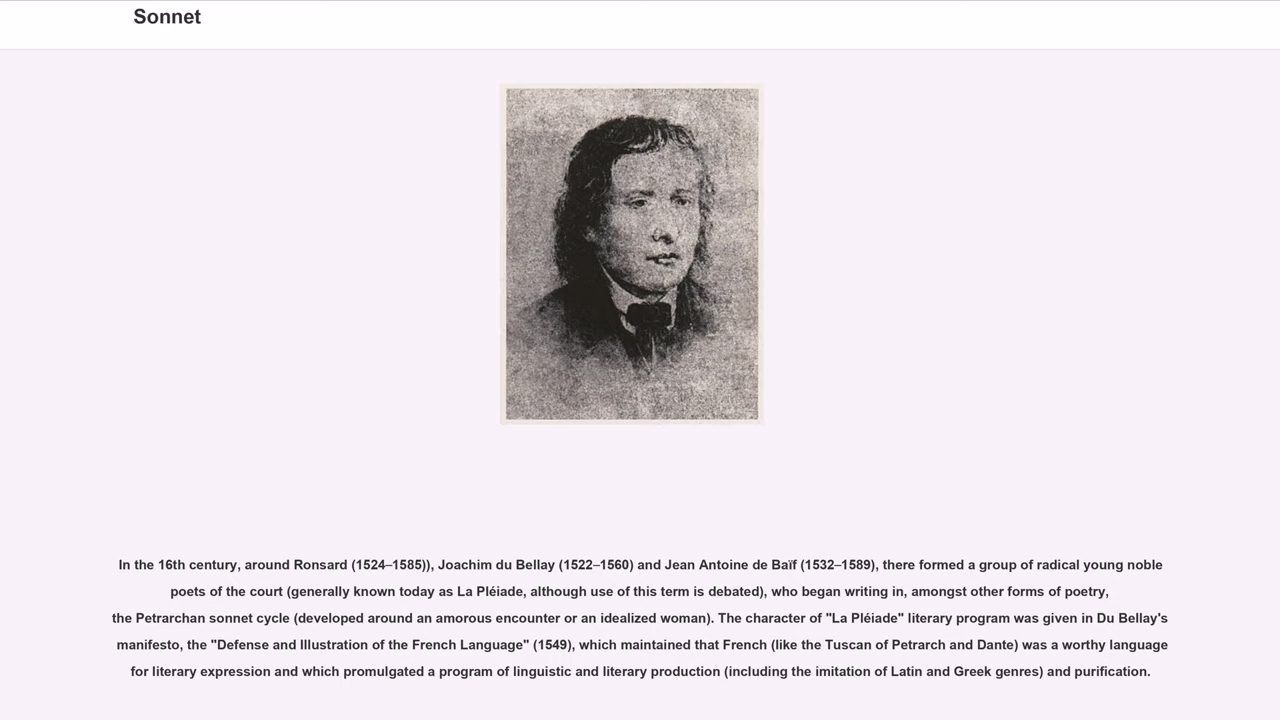 Sonnet
In the 16th century, around Ronsard (1524–1585)), Joachim du Bellay (1522–1560) and Jean Antoine de Baïf (1532–1589), there formed a group of radical young noble
poets of the court (generally known today as La Pléiade, although use of this term is debated), who began writing in, amongst other forms of poetry,
the Petrarchan sonnet cycle (developed around an amorous encounter or an idealized woman). The character of "La Pléiade" literary program was given in Du Bellay's
manifesto, the "Defense and Illustration of the French Language" (1549), which maintained that French (like the Tuscan of Petrarch and Dante) was a worthy language
for literary expression and which promulgated a program of linguistic and literary production (including the imitation of Latin and Greek genres) and purification.